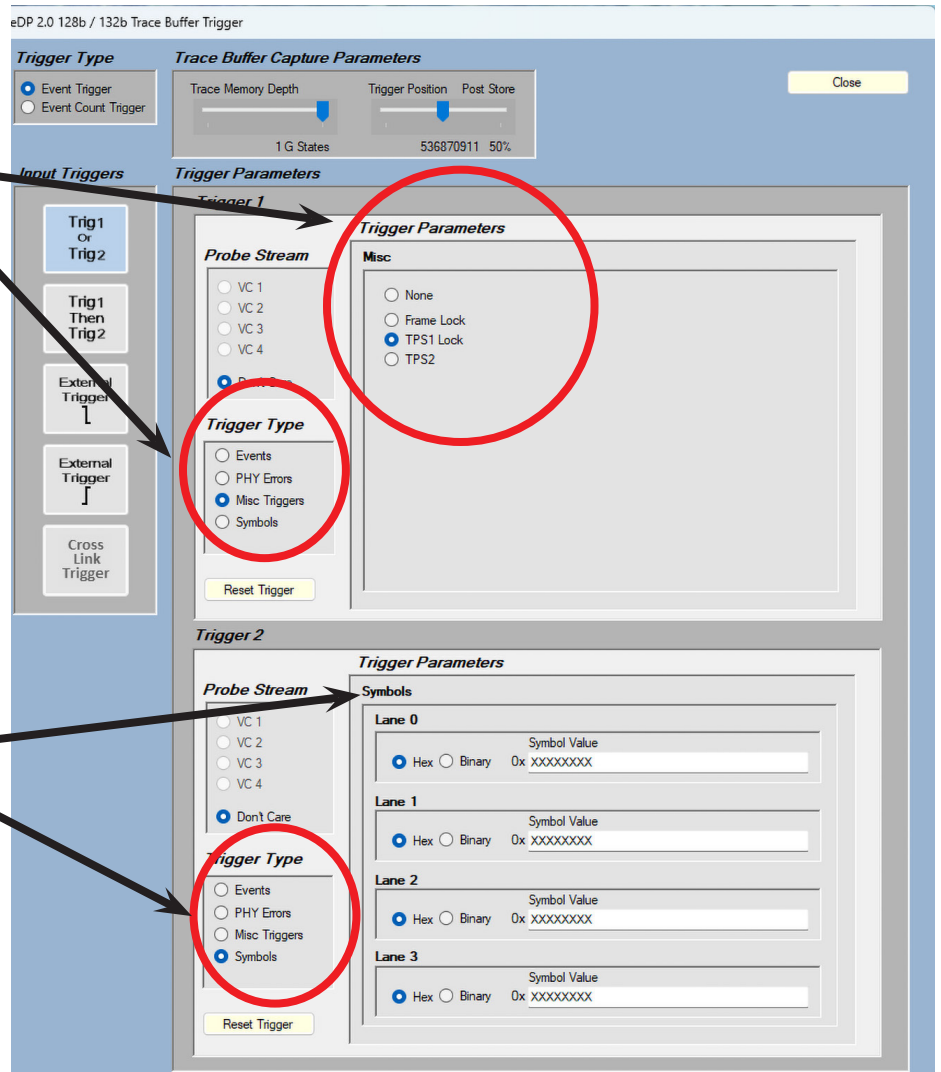 eDP 2.0 128b / 132b Trace Buffer Trigger
Trigger Type
Event Trigger
Event Count Trigger
Trace Buffer Capture Parameters
Trace Memory Depth
1 G States
Trigger Position Post Store
536870911 50%
Close
Input Triggers
Trig1
Or
Trig2
Trig1
Then
Trig2
External
Trigger
External
Trigger
Cross
Link
Trigger
Trigger Parameters
Trigger 1
Probe Stream
VC 1
VC 2
VC 3
VC 4
Don't Care
Trigger Type
Events
PHY Errors
Misc Triggers
Symbols
Reset Trigger
Trigger Parameters
Misc
None
Frame Lock
TPS1 Lock
TPS2
Trigger 2
Probe Stream
VC 1
VC 2
VC 3
VC 4
Don't Care
Trigger Type
Events
PHY Errors
Misc Triggers
Symbols
Reset Trigger
Trigger Parameters
Symbols
Lane 0
Symbol Value
Hex Binary 0x XXXXXXXX
Lane 1
Symbol Value
Hex Binary 0x XXXXXXXX
Lane 2
Symbol Value
Hex Binary 0x XXXXXXXX
Lane 3
Symbol Value
Hex Binary 0x XXXXXXXX